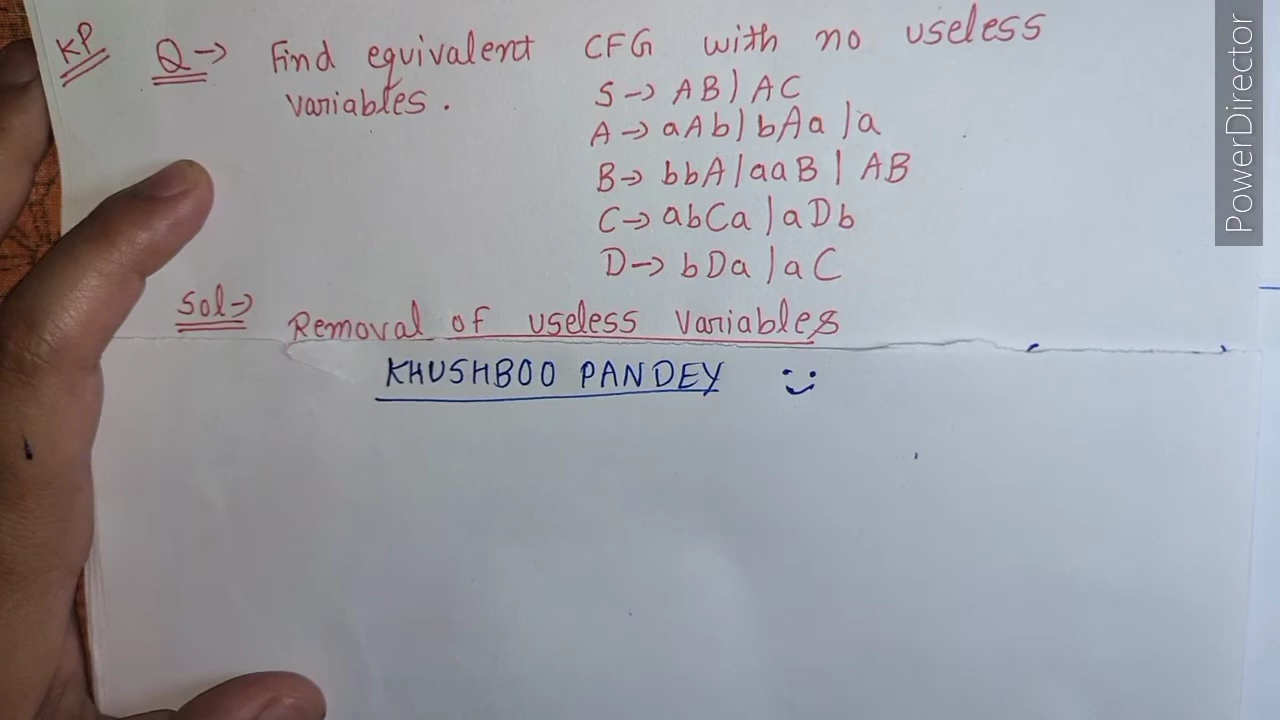 KP Q→ Find equivalent CFG with no useless
variables.
S→ AB|AC
A→ aAb|bAa|a
B→ bbA|aaB|AB
C→ abCa|aDb
D→ bDa|aC
Sol→ Removal of useless variables
KHUSHBOO PANDEY
PowerDirector